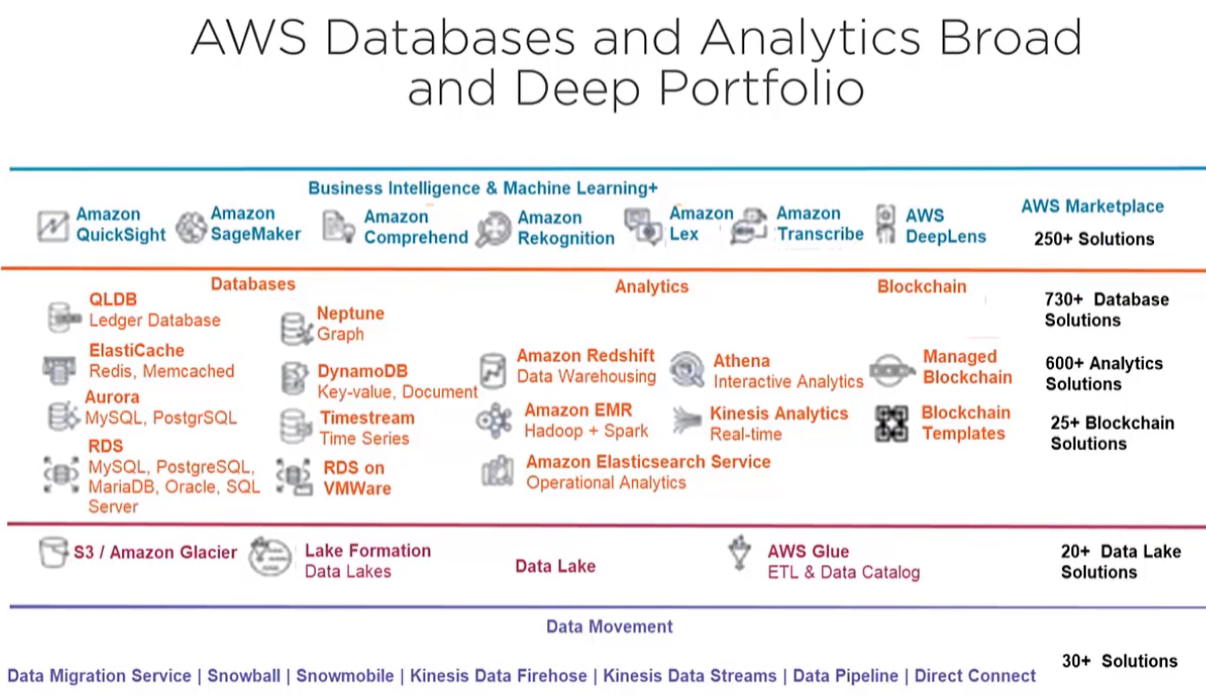 AWS Databases and Analytics Broad
and Deep Portfolio
Business Intelligence & Machine Learning+
Amazon
QuickSight
Amazon
SageMaker
Amazon
Comprehend
Amazon
Rekognition
Amazon
Lex
Amazon
Transcribe
AWS
DeepLens
AWS Marketplace
250+ Solutions
Databases
QLDB
Ledger Database
Neptune
Graph
ElastiCache
Redis, Memcached
DynamoDB
Key-value, Document
Aurora
MySQL, PostgrSQL
Timestream
Time Series
RDS
MySQL, PostgreSQL,
MariaDB, Oracle, SQL
Server
RDS on
VMWare
Analytics
Amazon Redshift
Data Warehousing
Athena
Interactive Analytics
Amazon EMR
Hadoop + Spark
Kinesis Analytics
Real-time
Amazon Elasticsearch Service
Operational Analytics
Blockchain
Managed
Blockchain
Blockchain
Templates
730+ Database
Solutions
600+ Analytics
Solutions
25+ Blockchain
Solutions
S3 / Amazon Glacier
Lake Formation
Data Lakes
Data Lake
AWS Glue
ETL & Data Catalog
20+ Data Lake
Solutions
Data Movement
Data Migration Service | Snowball | Snowmobile | Kinesis Data Firehose | Kinesis Data Streams | Data Pipeline | Direct Connect
30+ Solutions